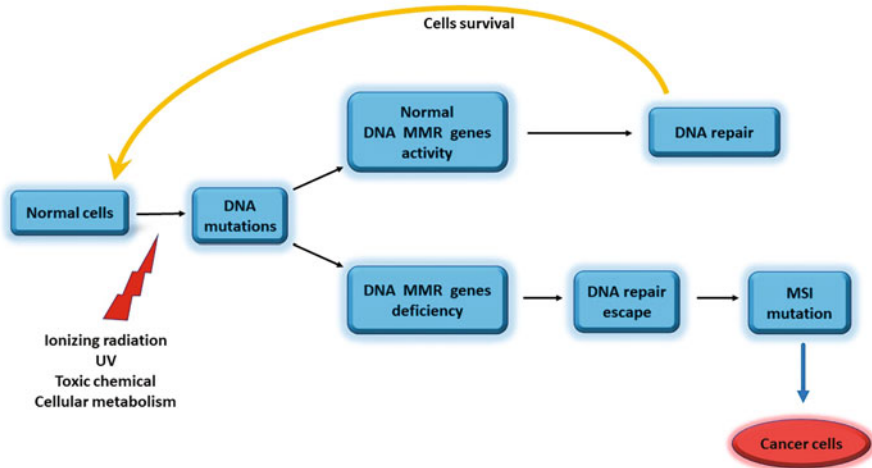 Cells survival
Normal
DNA MMR genes
activity
DNA repair
Normal cells
DNA
mutations
DNA MMR genes
deficiency
DNA repair
escape
MSI
mutation
Ionizing radiation
UV
Toxic chemical
Cellular metabolism
Cancer cells